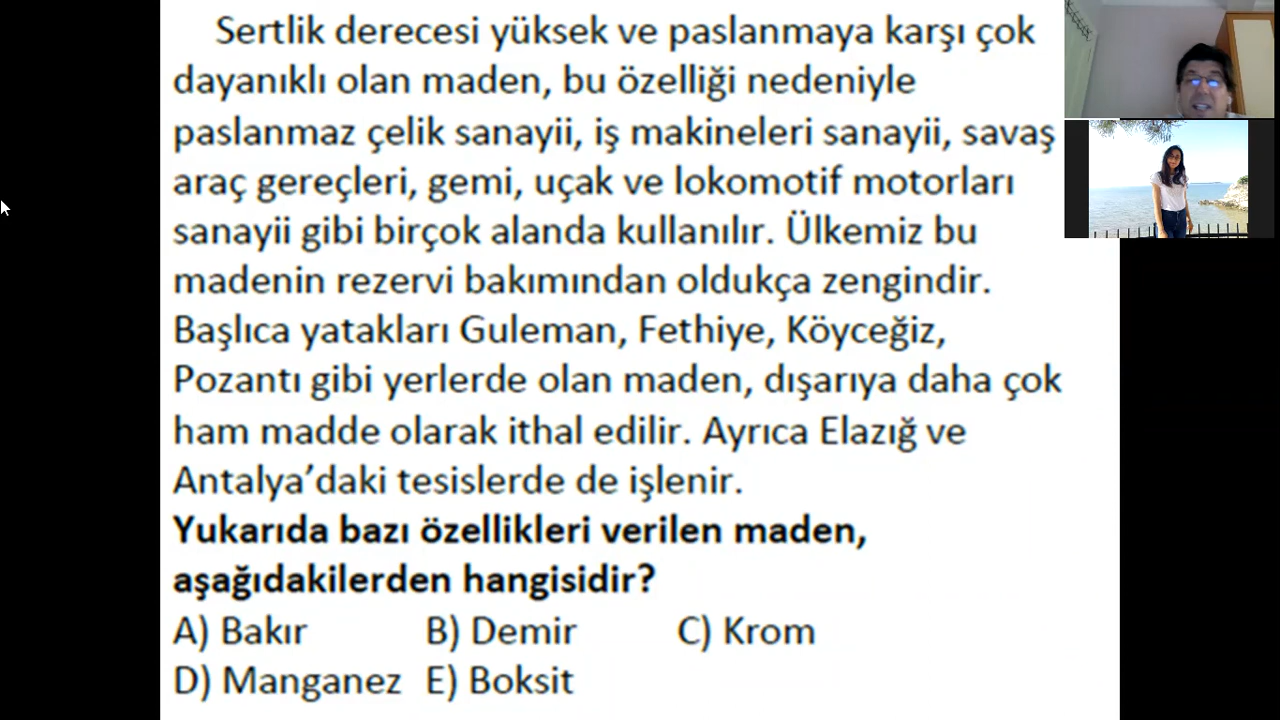 Sertlik derecesi yüksek ve paslanmaya karşı çok
dayanıklı olan maden, bu özelliği nedeniyle
paslanmaz çelik sanayii, iş makineleri sanayii, savaş
araç gereçleri, gemi, uçak ve lokomotif motorları
sanayii gibi birçok alanda kullanılır. Ülkemiz bu
madenin rezervi bakımından oldukça zengindir.
Başlıca yatakları Guleman, Fethiye, Köyceğiz,
Pozantı gibi yerlerde olan maden, dışarıya daha çok
ham madde olarak ithal edilir. Ayrıca Elazığ ve
Antalya’daki tesislerde de işlenir.
Yukarıda bazı özellikleri verilen maden,
aşağıdakilerden hangisidir?
A) Bakır B) Demir C) Krom
D) Manganez E) Boksit